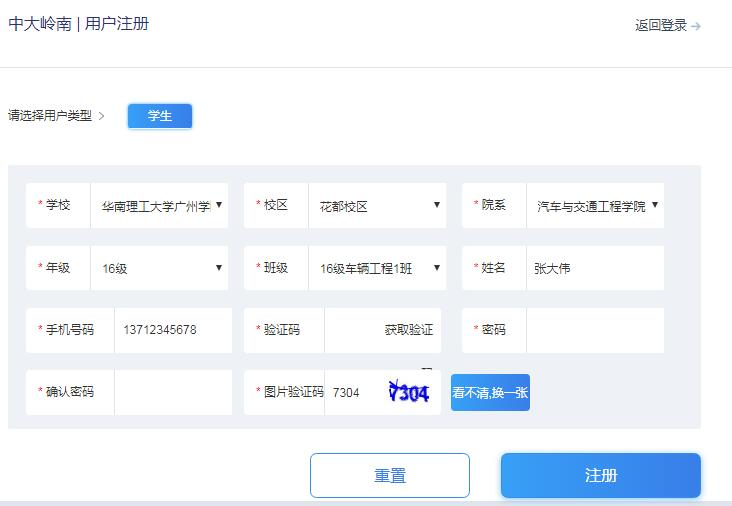 中大岭南 | 用户注册
返回登录 →
请选择用户类型 >
学生
* 学校 华南理工大学广州学 * 校区 花都校区 * 院系 汽车与交通工程学院
* 年级 16级 * 班级 16级车辆工程1班 * 姓名 张大伟
* 手机号码 13712345678 * 验证码 获取验证 * 密码
* 确认密码 * 图片验证码 7304 7304 看不清,换一张
重置 注册